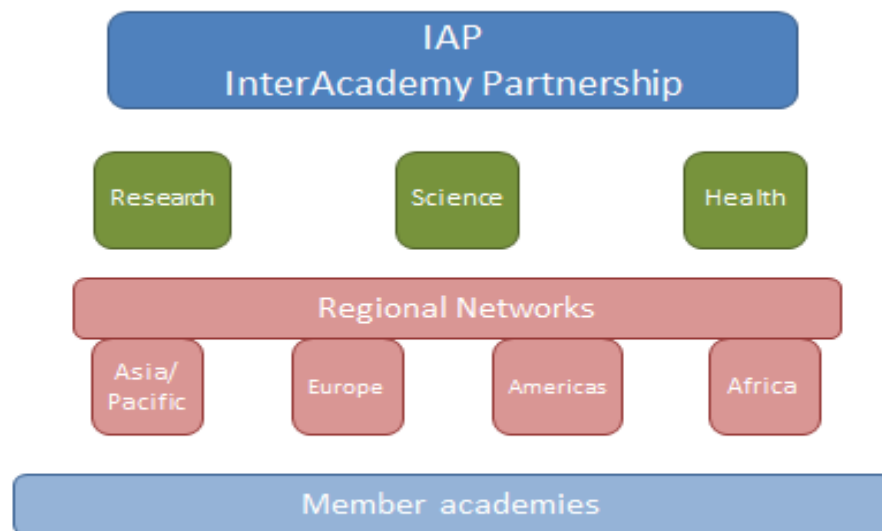 IAP
InterAcademy Partnership
Research
Science
Health
Regional Networks
Asia/
Pacific
Europe
Americas
Africa
Member academies